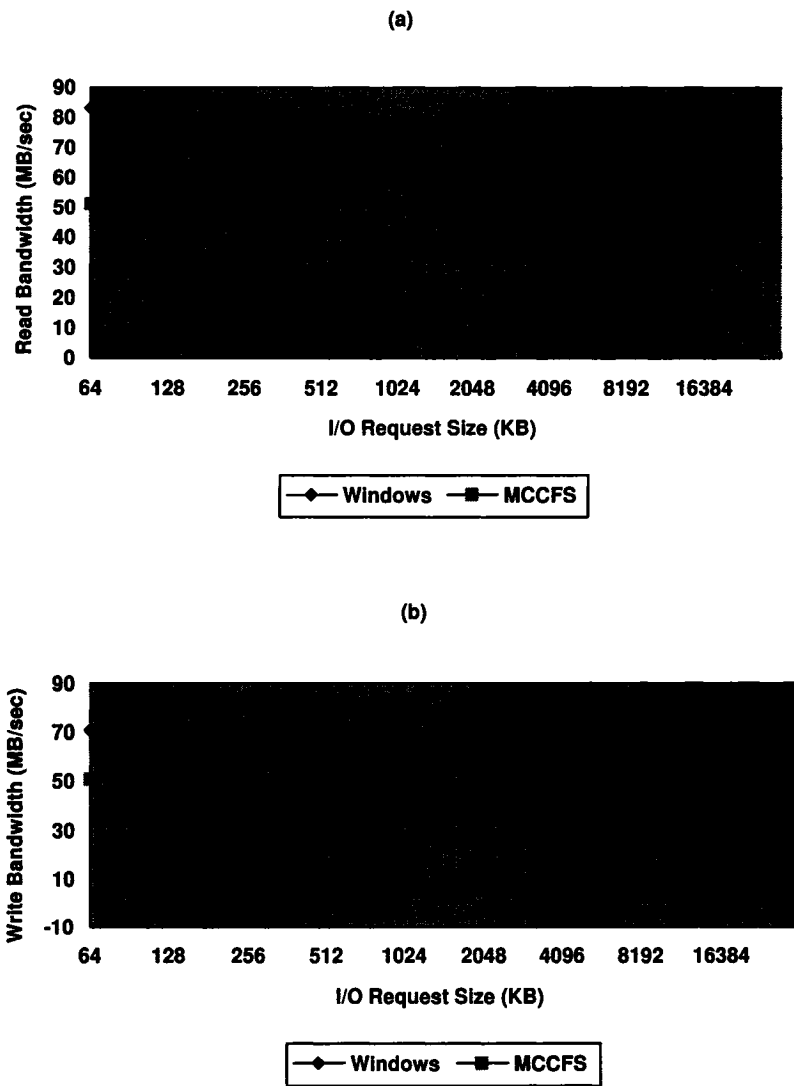 (a)
Read Bandwidth (MB/sec)
90
80
70
60
50
40
30
20
10
0
64 128 256 512 1024 2048 4096 8192 16384
I/O Request Size (KB)
Windows MCCFS
(b)
Write Bandwidth (MB/sec)
90
70
50
30
10
-10
64 128 256 512 1024 2048 4096 8192 16384
I/O Request Size (KB)
Windows MCCFS